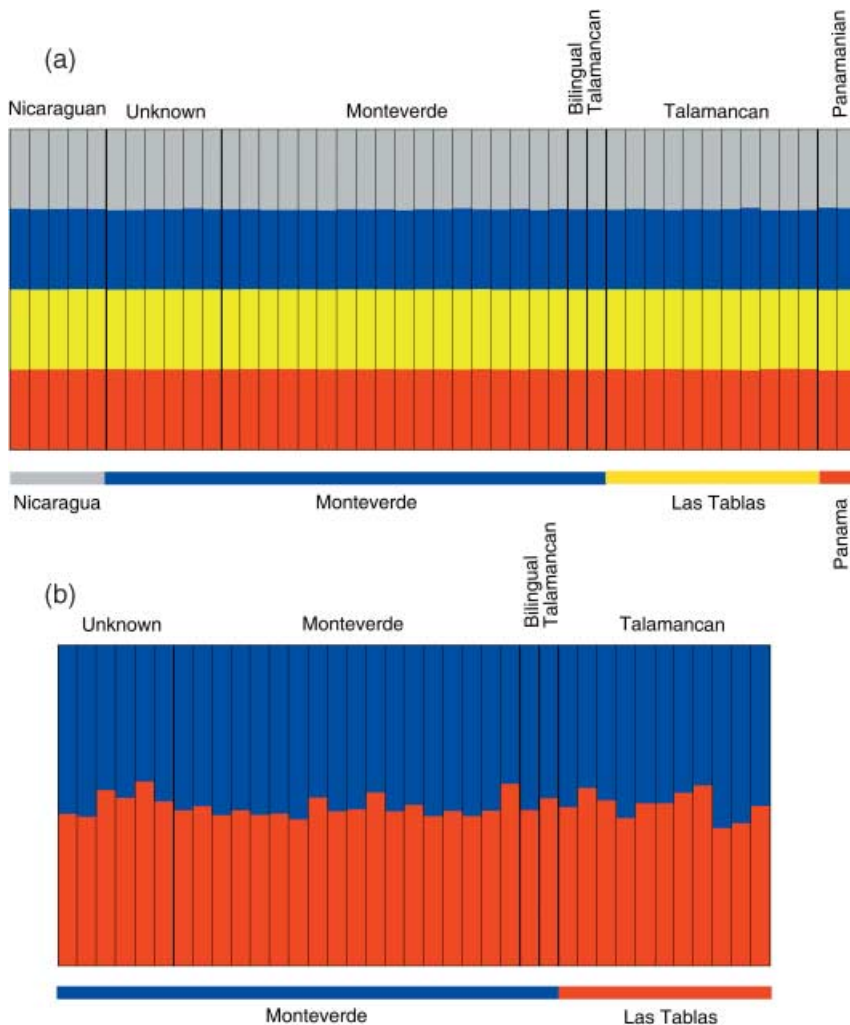 (a)
Nicaraguan
Unknown
Monteverde
Bilingual
Talamancan
Talamancan
Panamanian
Nicaragua
Monteverde
Las Tablas
Panama
(b)
Unknown
Monteverde
Bilingual
Talamancan
Talamancan
Monteverde
Las Tablas